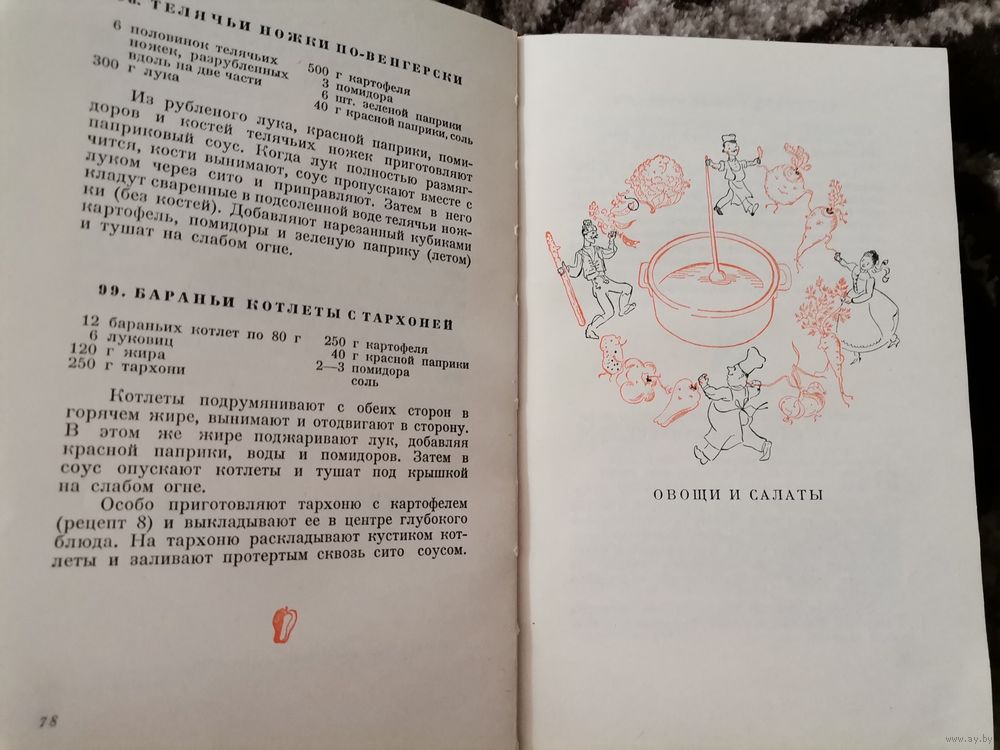 ТЕЛЯЧЬИ НОЖКИ ПО-ВЕНГЕРСКИ
6 половинок телячьих
ножек, разрубленных
вдоль на две части
300 г лука
500 г картофеля
3 помидора
6 шт. зеленой паприки
40 г красной паприки, соль
Из рубленого лука, красной паприки, поми-
доров и костей телячьих ножек приготовляют
паприковый соус. Когда лук полностью размяг-
чится, кости вынимают, соус пропускают вместе с
луком через сито и приправляют. Затем в него
кладут сваренные в подсоленной воде телячьи нож-
ки (без костей). Добавляют нарезанный кубиками
картофель, помидоры и зеленую паприку (летом)
и тушат на слабом огне.
99. БАРАНЬИ КОТЛЕТЫ С ТАРХОНЕЙ
12 бараньих котлет по 80 г
6 луковиц
120 г жира
250 г тархони
250 г картофеля
40 г красной паприки
2—3 помидора
соль
Котлеты подрумянивают с обеих сторон в
горячем жире, вынимают и отодвигают в сторону.
В этом же жире поджаривают лук, добавляя
красной паприки, воды и помидоров. Затем в
соус опускают котлеты и тушат под крышкой
на слабом огне.
Особо приготовляют тархоню с картофелем
(рецепт 8) и выкладывают ее в центре глубокого
блюда. На тархоню раскладывают кустиком кот-
леты и заливают протертым сквозь сито соусом.
78
ОВОЩИ И САЛАТЫ
www.ay.by